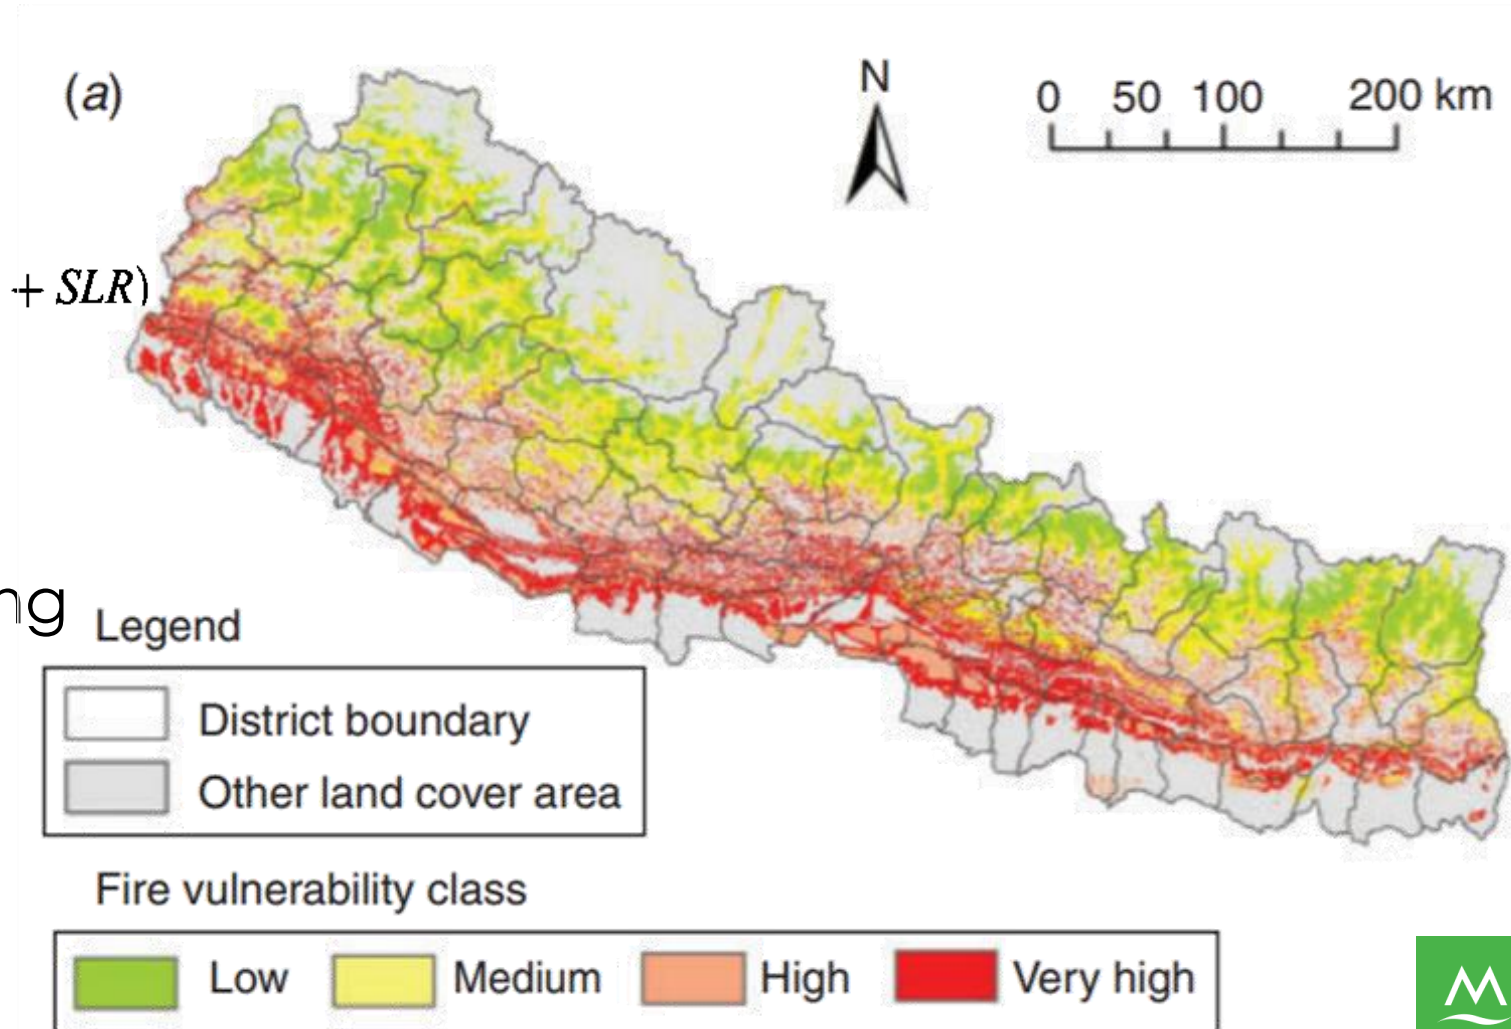 (a)
N
0 50 100 200 km
+ SLR)
ng
Legend
District boundary
Other land cover area
Fire vulnerability class
Low Medium High Very high